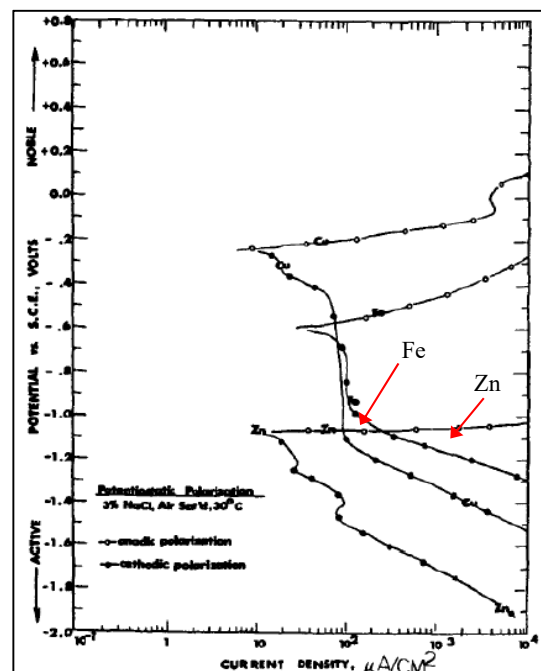 +0.8
+0.6
+0.4
+0.2
0.0
-.2
-.4
-.6
-.8
-1.0
-1.2
-1.4
-1.6
-1.8
-2.0
NOBLE
POTENTIAL vs. S.C.E., VOLTS
ACTIVE
Cu
Cu
Fe
Fe
Zn
Zn
Zn
Cu
Zn
Potentiostatic Polarisation
3% NaCl, Air Sat'd, 30°C
anodic polarization
cathodic polarization
10⁻¹
1
10
10²
10³
10⁴
CURRENT DENSITY, μA/CM²